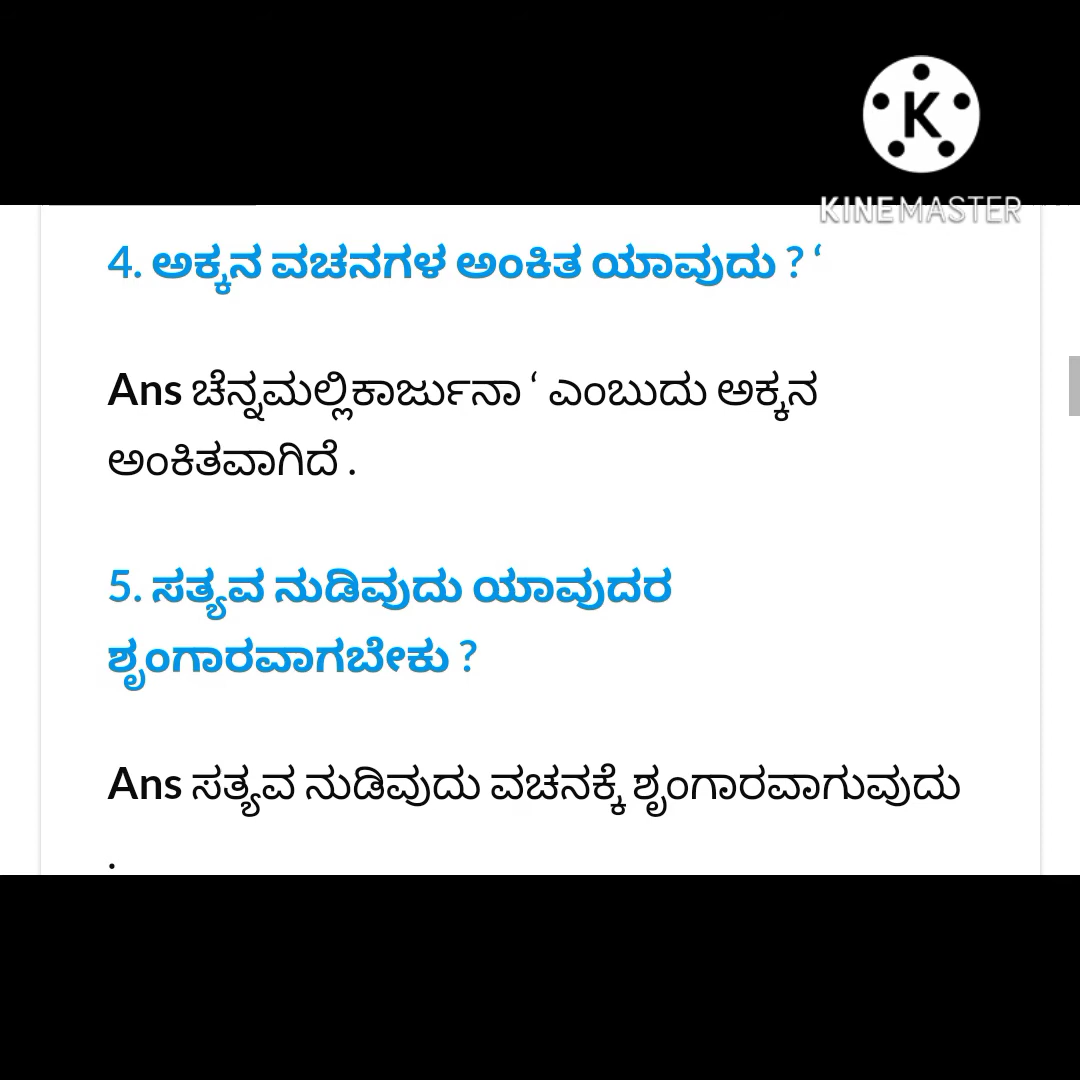 K
KINEMASTER
4. ಅಕ್ಕನ ವಚನಗಳ ಅಂಕಿತ ಯಾವುದು ? ‘
Ans ಚೆನ್ನಮಲ್ಲಿಕಾರ್ಜುನಾ ‘ ಎಂಬುದು ಅಕ್ಕನ
ಅಂಕಿತವಾಗಿದೆ .
5. ಸತ್ಯವ ನುಡಿವುದು ಯಾವುದರ
ಶೃಂಗಾರವಾಗಬೇಕು ?
Ans ಸತ್ಯವ ನುಡಿವುದು ವಚನಕ್ಕೆ ಶೃಂಗಾರವಾಗುವುದು
.